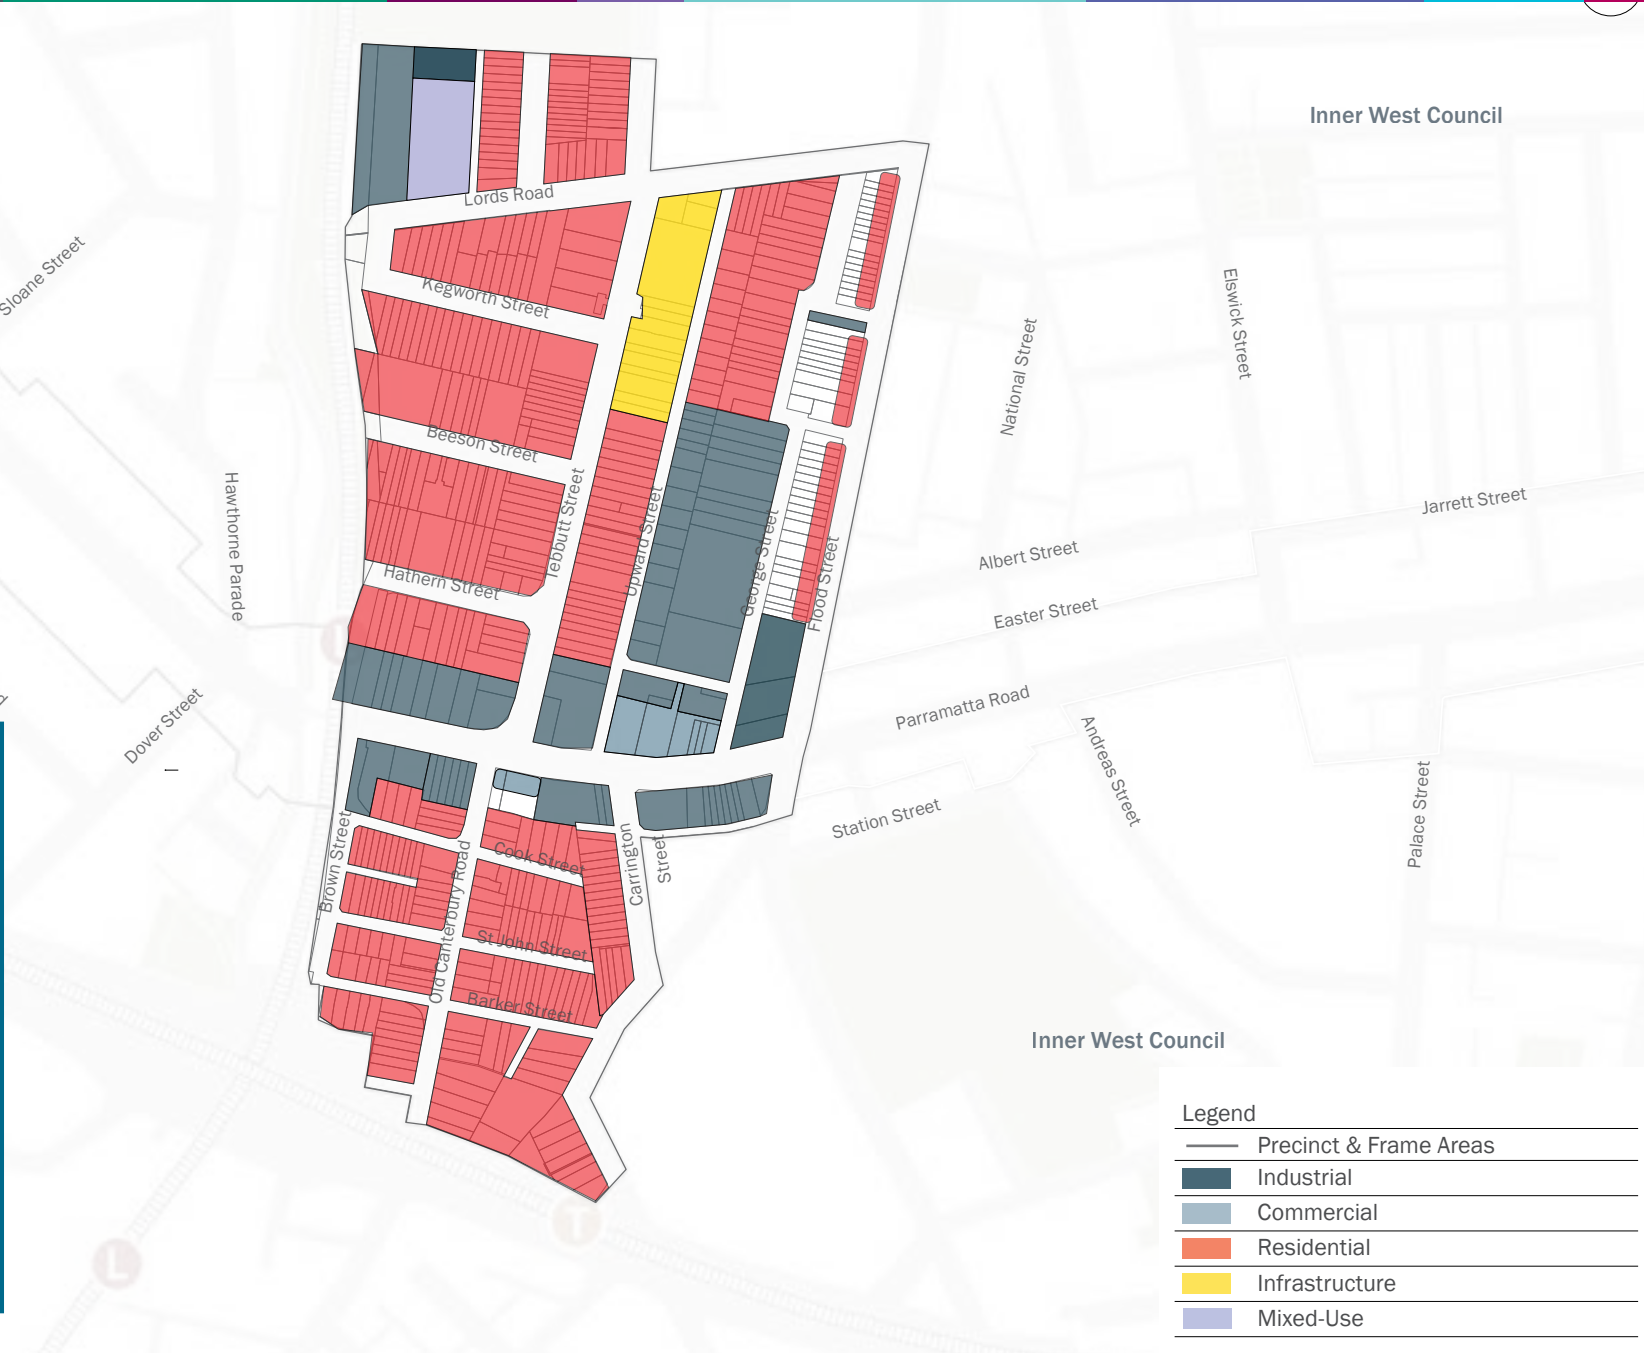 Inner West Council
Lords Road
Sloane Street
Kegworth Street
Elswick Street
National Street
Beeson Street
Hawthorne Parade
Tebbutt Street
Upward Street
George Street
Flood Street
Jarrett Street
Albert Street
Hathern Street
Easter Street
Dover Street
Parramatta Road
Andreas Street
Palace Street
Station Street
Brown Street
Old Canterbury Road
Cook Street
Carrington
Street
St John Street
Barker Street
Inner West Council
L
T
L
Legend
Precinct & Frame Areas
Industrial
Commercial
Residential
Infrastructure
Mixed-Use